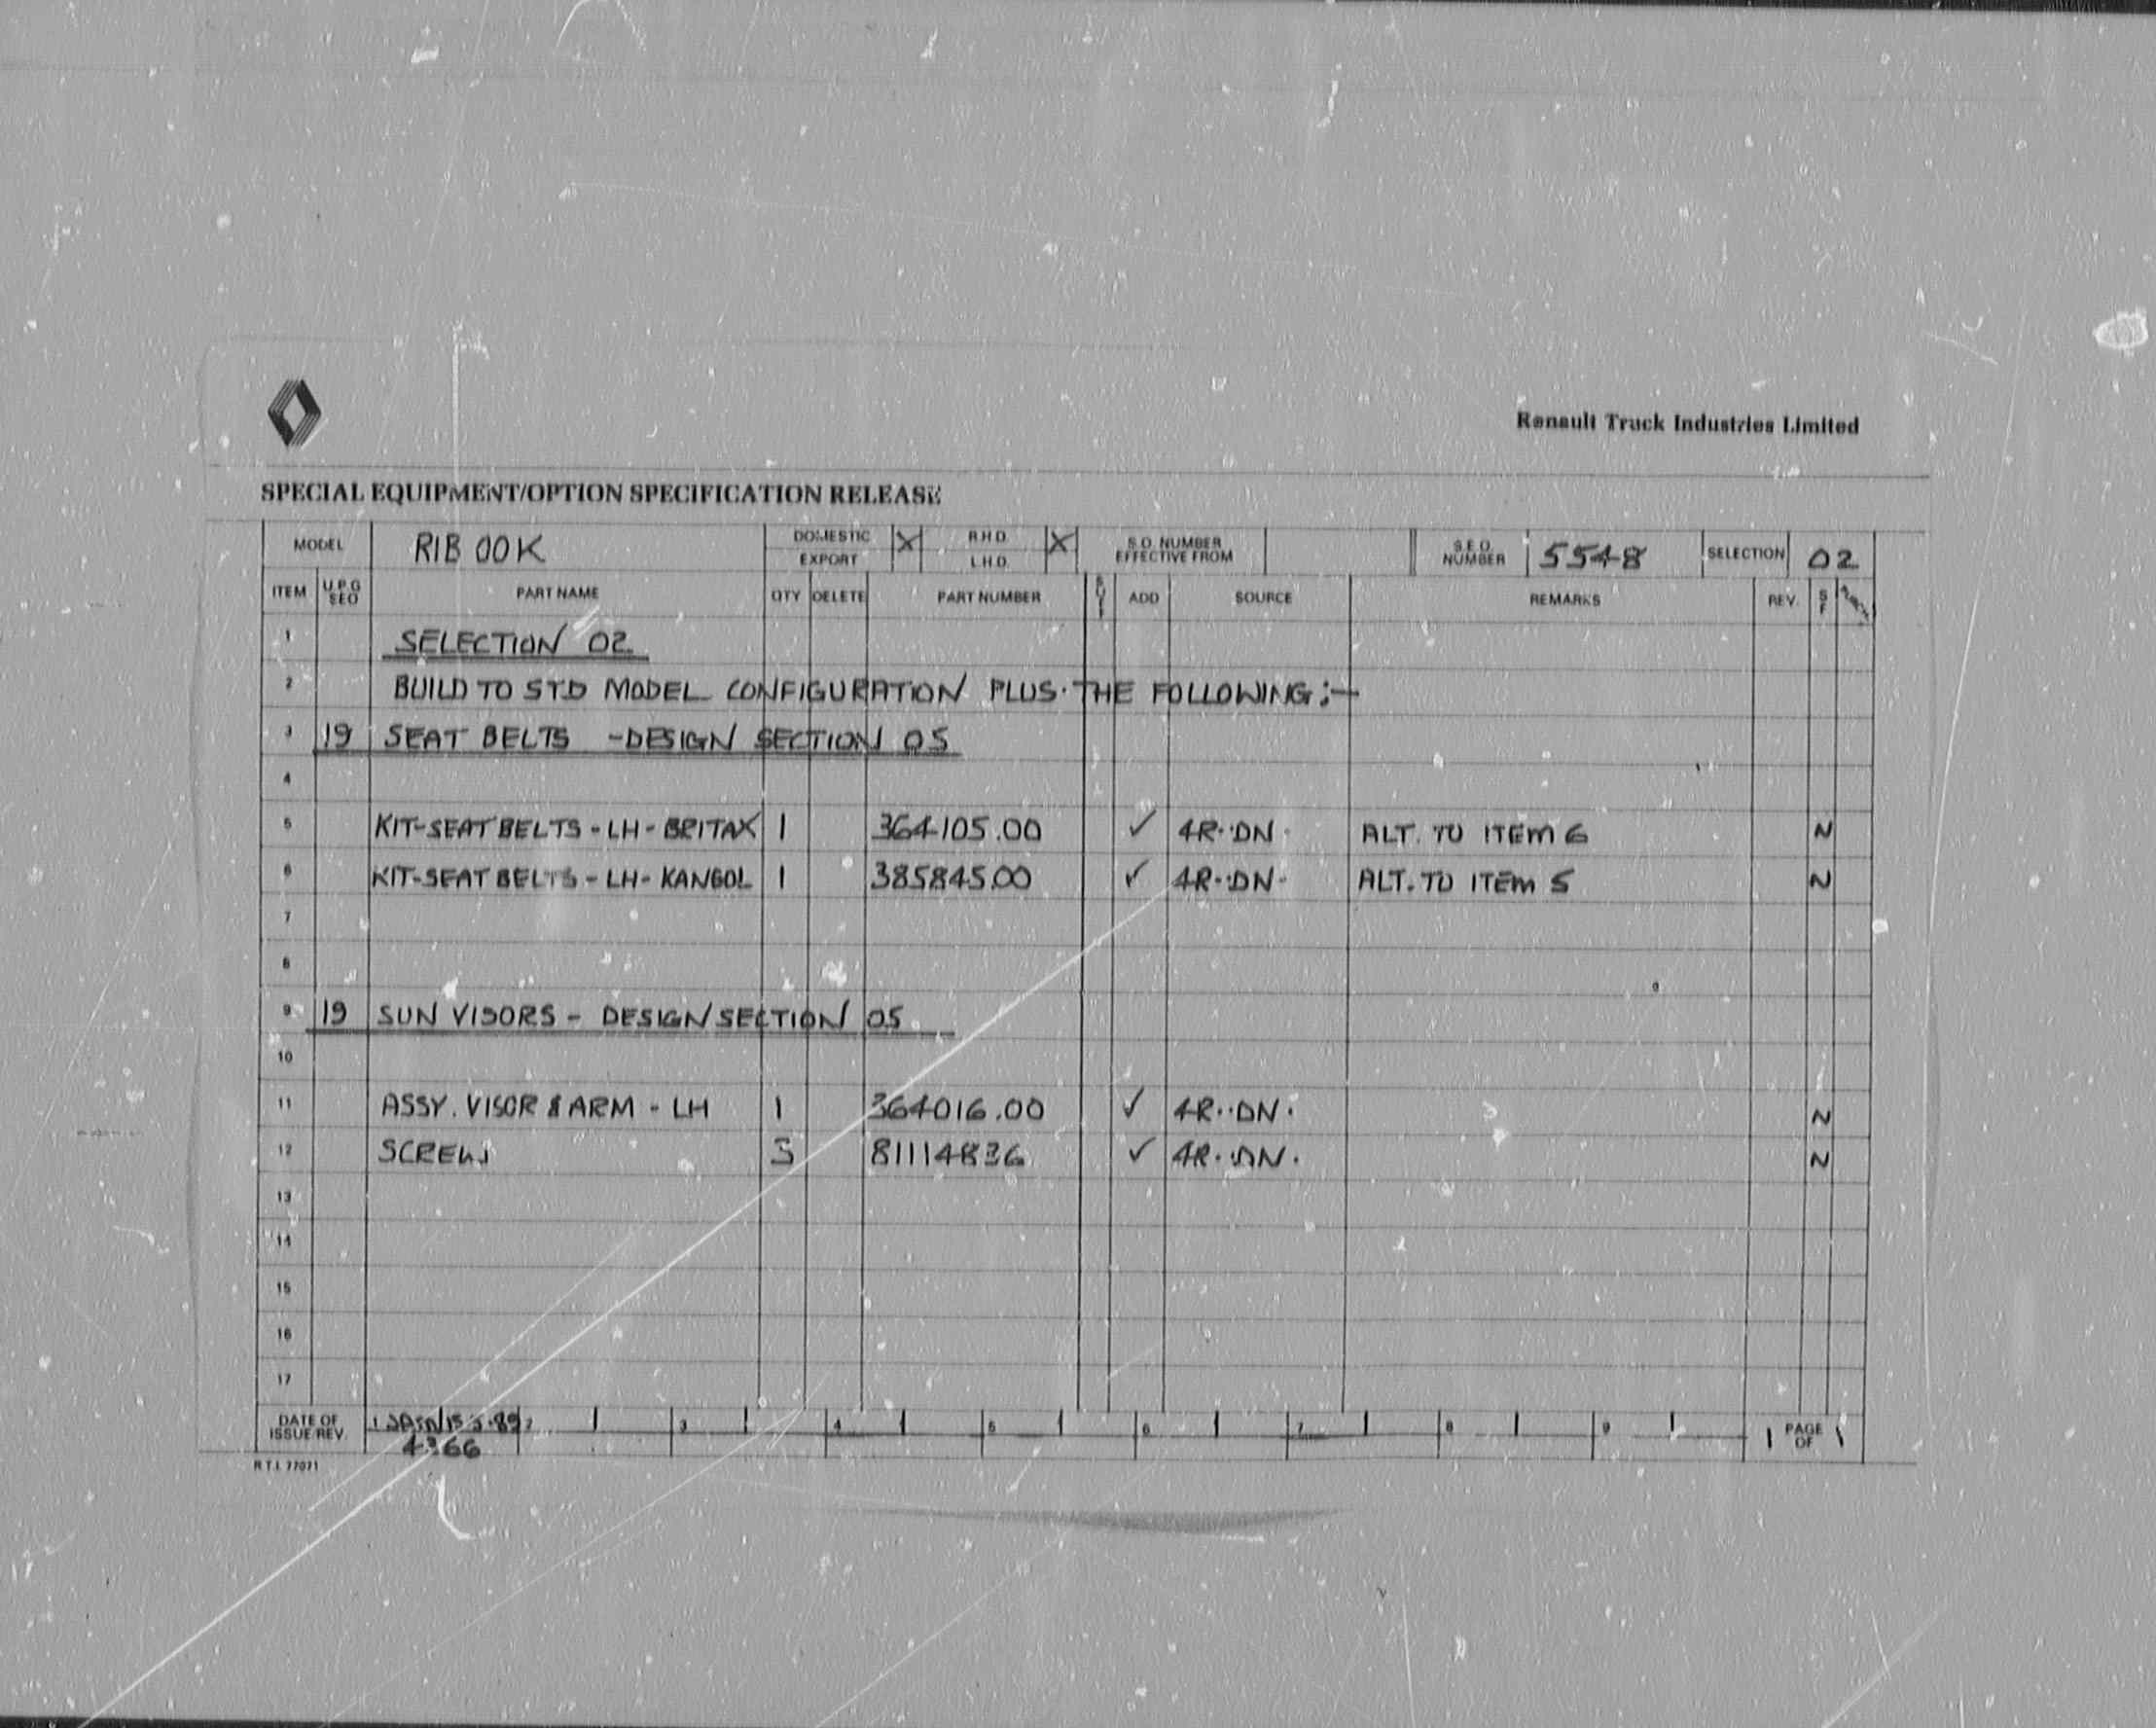 Renault Truck Industries Limited
SPECIAL EQUIPMENT/OPTION SPECIFICATION RELEASE
MODEL RIB 00K DOMESTIC X R.H.D. X S.O. NUMBER S.E.O. 5548 SELECTION 02
EXPORT L.H.D. EFFECTIVE FROM NUMBER
ITEM U.P.G SEO PART NAME QTY DELETE PART NUMBER ADD SOURCE REMARKS REV. S F
1 SELECTION 02
2 BUILD TO STD MODEL CONFIGURATION PLUS THE FOLLOWING:-
3 19 SEAT BELTS - DESIGN SECTION 05
4
5 KIT-SEAT BELTS - LH - BRITAX 1 364105.00 ✓ 4R··DN· ALT. TO ITEM 6 N
6 KIT-SEAT BELTS - LH - KANGOL 1 385845.00 ✓ 4R··DN· ALT. TO ITEM 5 N
7
8
9 19 SUN VISORS - DESIGN SECTION 05
10
11 ASSY. VISOR & ARM - LH 1 364016.00 ✓ 4R··DN· N
12 SCREW 3 81114836 ✓ 4R··DN· N
13
14
15
16
17
DATE OF ISSUE/REV. 1 2 3 4 5 6 7 8 9 1 PAGE OF 1
4366
R.T.I. 77071